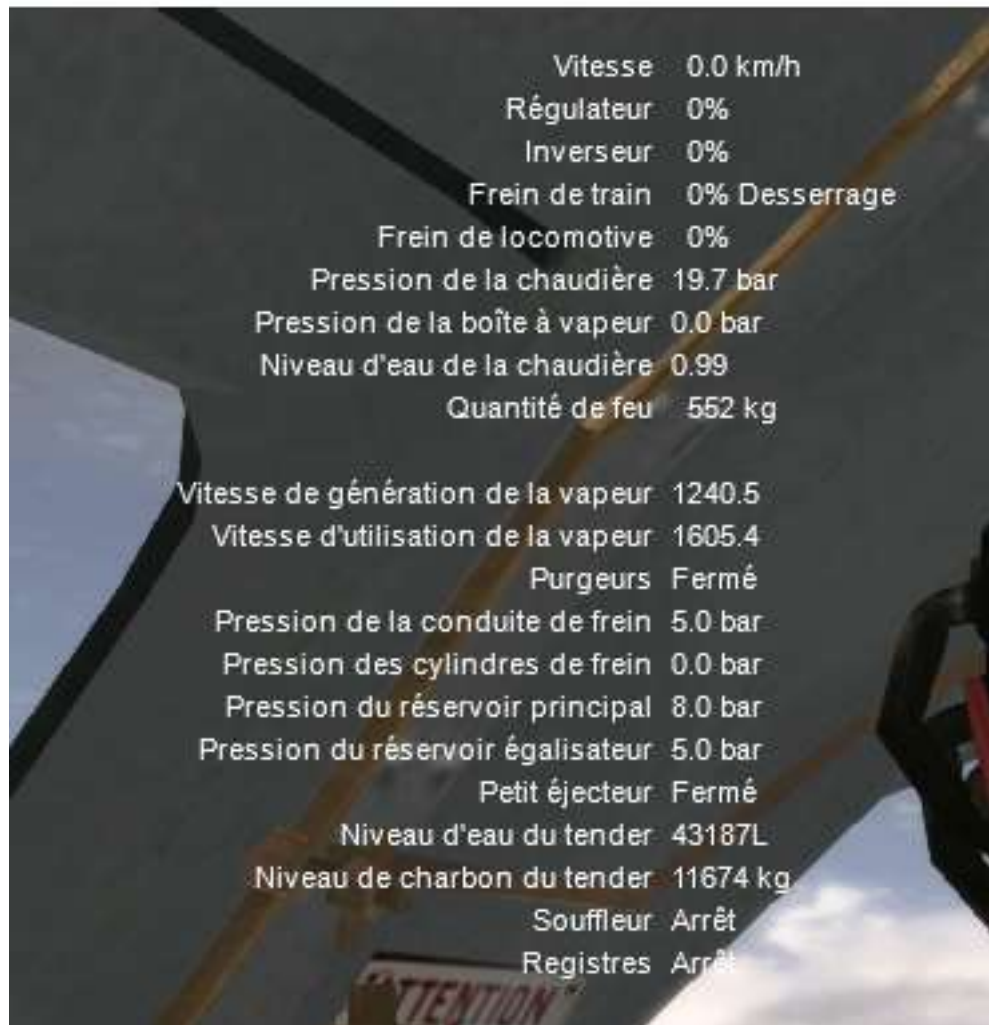 Vitesse 0.0 km/h
Régulateur 0%
Inverseur 0%
Frein de train 0% Desserrage
Frein de locomotive 0%
Pression de la chaudière 19.7 bar
Pression de la boîte à vapeur 0.0 bar
Niveau d'eau de la chaudière 0.99
Quantité de feu 552 kg
Vitesse de génération de la vapeur 1240.5
Vitesse d'utilisation de la vapeur 1605.4
Purgeurs Fermé
Pression de la conduite de frein 5.0 bar
Pression des cylindres de frein 0.0 bar
Pression du réservoir principal 8.0 bar
Pression du réservoir égalisateur 5.0 bar
Petit éjecteur Fermé
Niveau d'eau du tender 43187L
Niveau de charbon du tender 11674 kg
Souffleur Arrêt
Registres Arrêt
ATTENTION